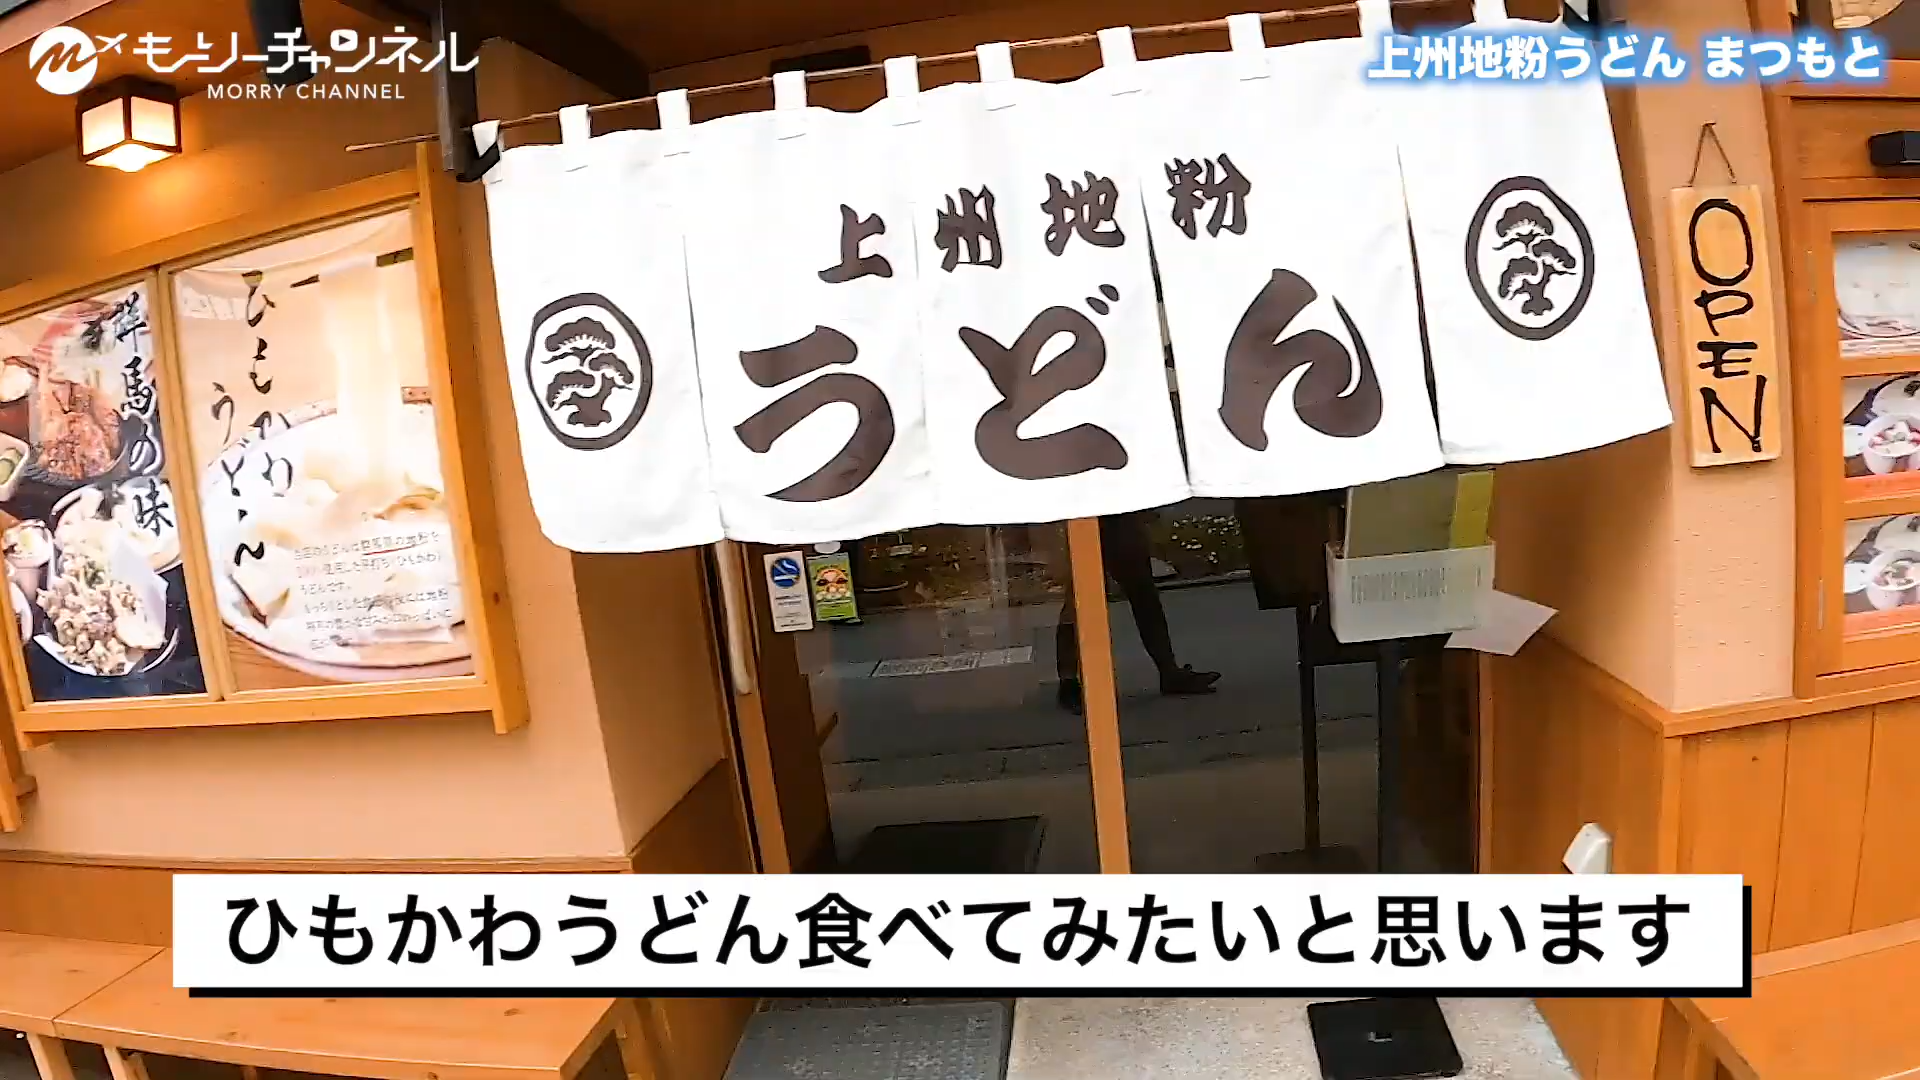 もーりーチャンネル
MORRY CHANNEL
上州地粉うどん まつもと
上州地粉
うどん
OPEN
群馬の味
ひもかわ
うどん
ひもかわうどん食べてみたいと思います